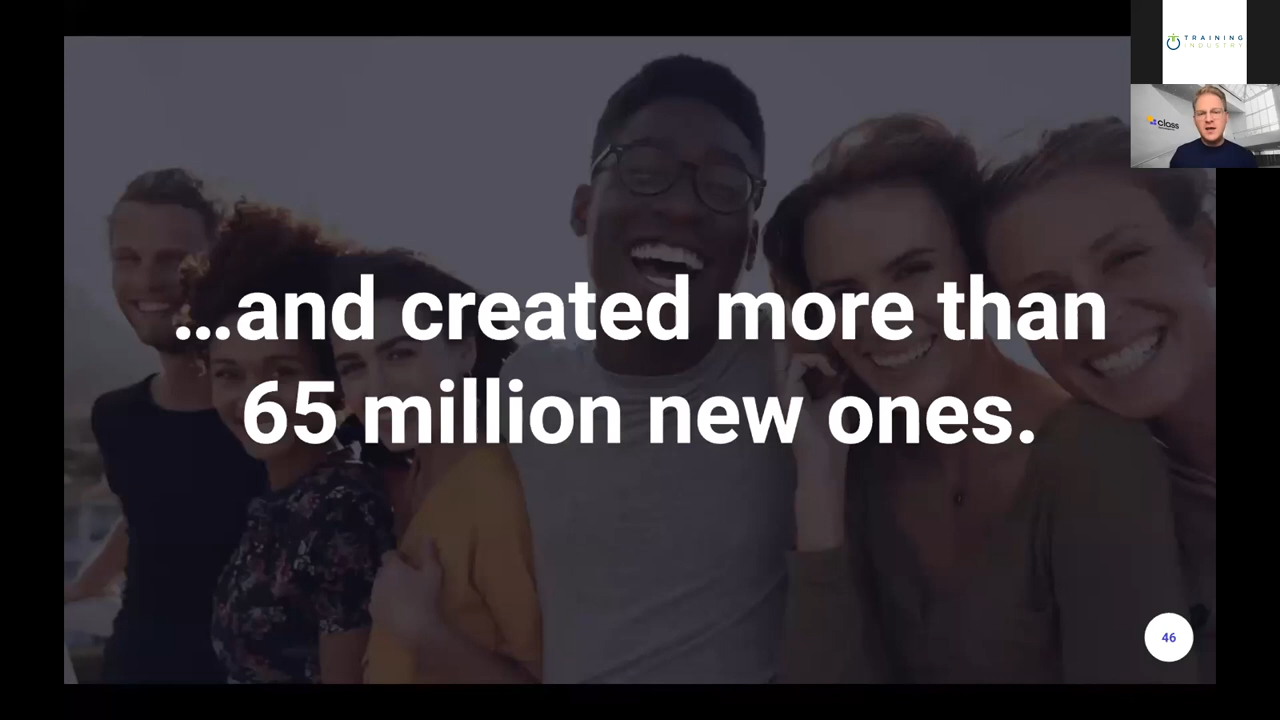 TRAINING
INDUSTRY
class
…and created more than
65 million new ones.
46